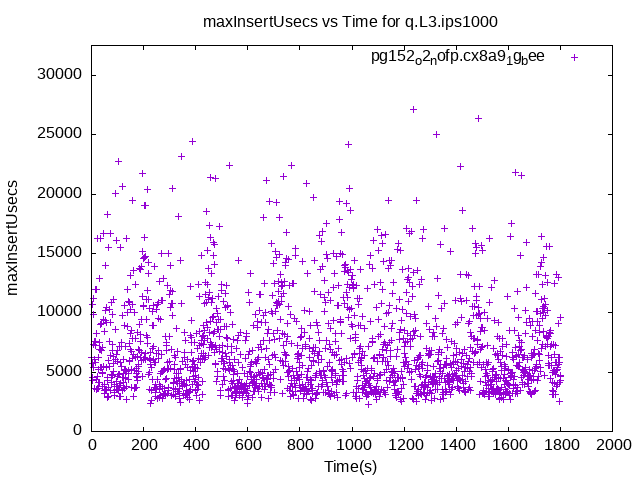 maxInsertUsecs vs Time for q.L3.ips1000
pg152ₒ2ₙofp.cx8a9₁gbee
30000
25000
20000
15000
10000
5000
0
maxInsertUsecs
0 200 400 600 800 1000 1200 1400 1600 1800 2000
Time(s)